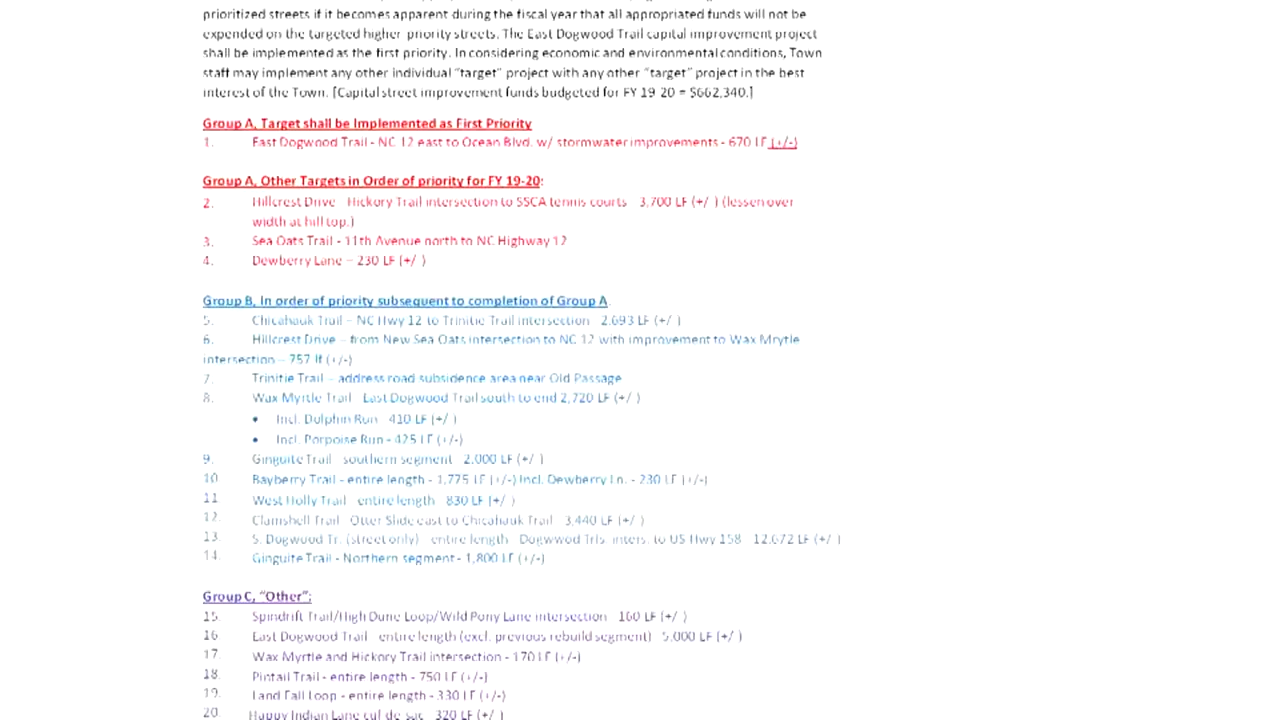 prioritized streets if it becomes apparent during the fiscal year that all appropriated funds will not be
expended on the targeted higher priority streets. The East Dogwood Trail capital improvement project
shall be implemented as the first priority. In considering economic and environmental conditions, Town
staff may implement any other individual "target" project with any other "target" project in the best
interest of the Town. [Capital street improvement funds budgeted for FY 19-20 = $662,340.]
Group A, Target shall be Implemented as First Priority
1. East Dogwood Trail - NC 12 east to Ocean Blvd. w/ stormwater improvements - 670 LF (+/-)
Group A, Other Targets in Order of priority for FY 19-20:
2. Hillcrest Drive - Hickory Trail intersection to SSCA tennis courts - 3,700 LF (+/-) (lessen over
width at hill top.)
3. Sea Oats Trail - 11th Avenue north to NC Highway 12
4. Dewberry Lane – 230 LF (+/-)
Group B, In order of priority subsequent to completion of Group A
5. Chicahauk Trail – NC Hwy 12 to Trinitie Trail intersection - 2,693 LF (+/-)
6. Hillcrest Drive – from New Sea Oats intersection to NC 12 with improvement to Wax Mrytle
intersection – 757 lf (+/-)
7. Trinitie Trail – address road subsidence area near Old Passage
8. Wax Myrtle Trail - East Dogwood Trail south to end 2,720 LF (+/-)
• Incl. Dolphin Run - 410 LF (+/-)
• Incl. Porpoise Run - 425 LF (+/-)
9. Ginguite Trail - southern segment - 2,000 LF (+/-)
10. Bayberry Trail - entire length - 1,775 LF (+/-) Incl. Dewberry Ln. - 230 LF (+/-)
11. West Holly Trail - entire length - 830 LF (+/-)
12. Clamshell Trail - Otter Slide east to Chicahauk Trail - 3,440 LF (+/-)
13. S. Dogwood Tr. (street only) - entire length - Dogwwod Trls. inters. to US Hwy 158 - 12,672 LF (+/-)
14. Ginguite Trail - Northern segment - 1,800 LF (+/-)
Group C, "Other":
15. Spindrift Trail/High Dune Loop/Wild Pony Lane intersection - 160 LF (+/-)
16. East Dogwood Trail - entire length (excl. previous rebuild segment) - 5,000 LF (+/-)
17. Wax Myrtle and Hickory Trail intersection - 170 LF (+/-)
18. Pintail Trail - entire length - 750 LF (+/-)
19. Land Fall Loop - entire length - 330 LF (+/-)
20. Happy Indian Lane cul-de-sac - 320 LF (+/-)